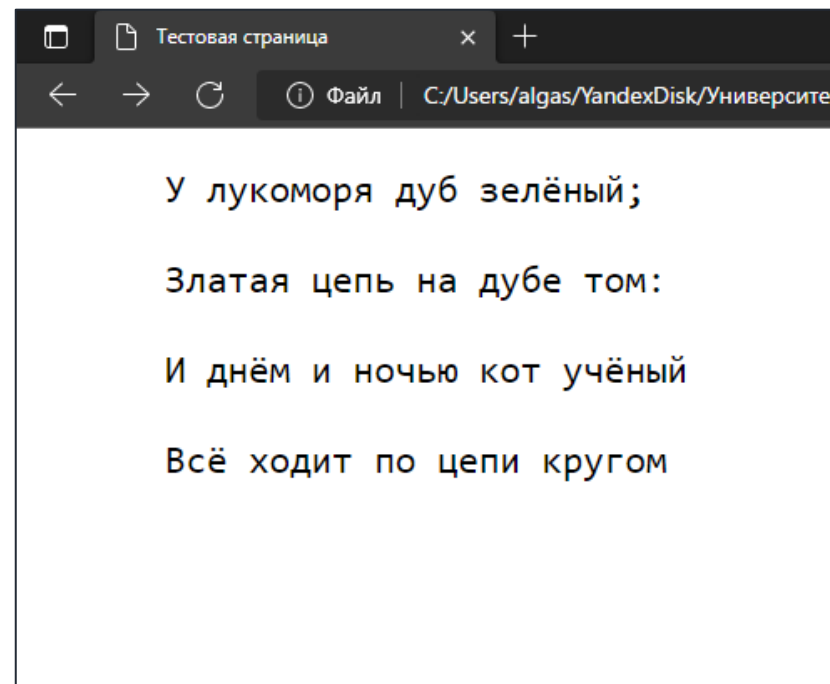 Тестовая страница
Файл C:/Users/algas/YandexDisk/Университе
У лукоморья дуб зелёный;
Златая цепь на дубе том:
И днём и ночью кот учёный
Всё ходит по цепи кругом